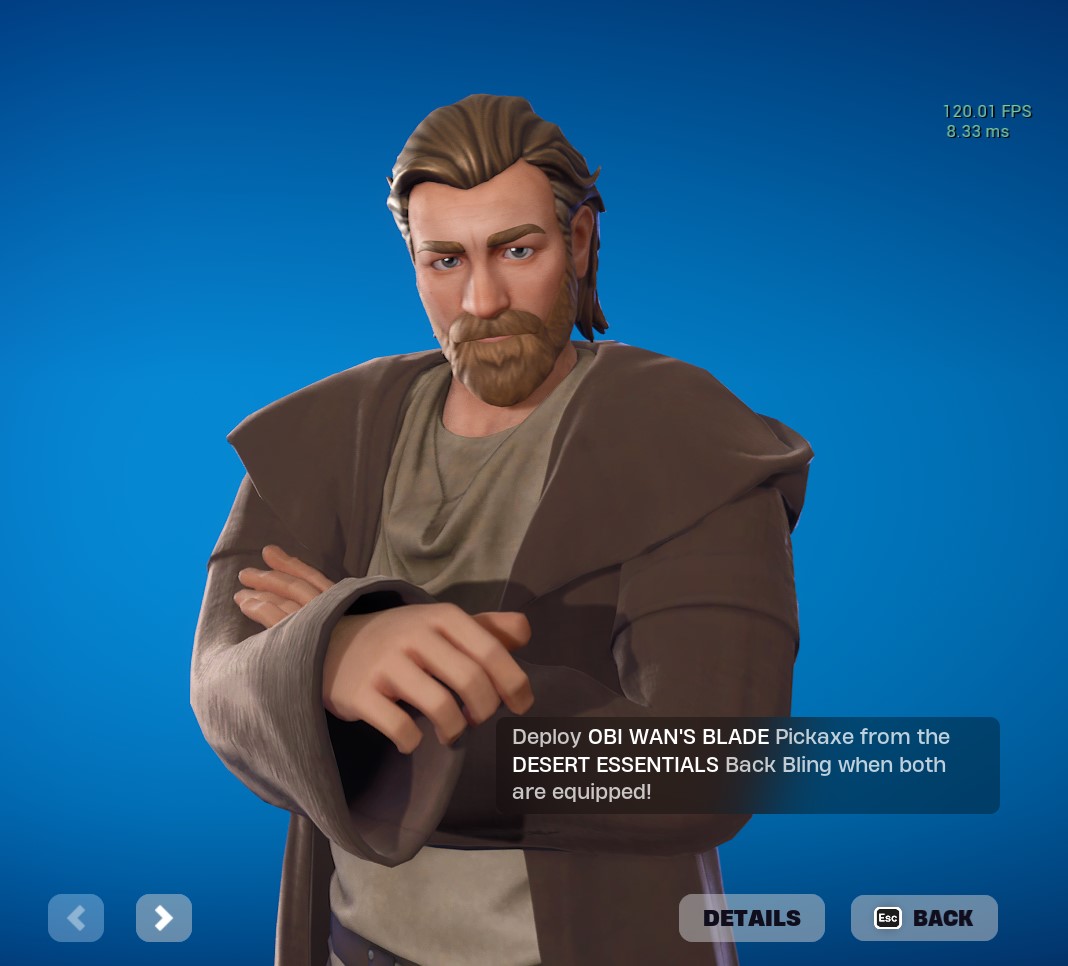 120.01 FPS
8.33 ms
Deploy OBI WAN'S BLADE Pickaxe from the
DESERT ESSENTIALS Back Bling when both
are equipped!
DETAILS
Esc BACK